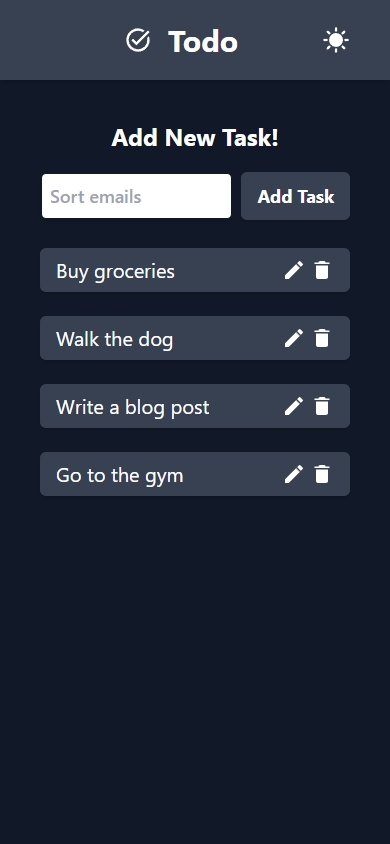 Todo
Add New Task!
Sort emails
Add Task
Buy groceries
Walk the dog
Write a blog post
Go to the gym